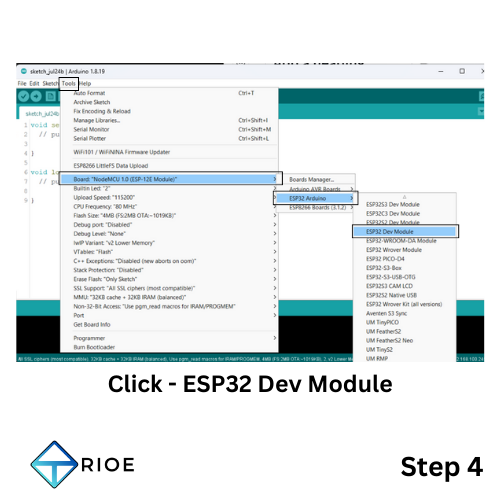 sketch_jul24b | Arduino 1.8.19
File Edit Sketch Tools Help
sketch_jul24b
Auto Format Ctrl+T
Archive Sketch
Fix Encoding & Reload
Manage Libraries... Ctrl+Shift+I
Serial Monitor Ctrl+Shift+M
Serial Plotter Ctrl+Shift+L
WiFi101 / WiFiNINA Firmware Updater
ESP8266 LittleFS Data Upload
Board: "NodeMCU 1.0 (ESP-12E Module)"
Builtin Led: "2"
Upload Speed: "115200"
CPU Frequency: "80 MHz"
Flash Size: "4MB (FS:2MB OTA:~1019KB)"
Debug port: "Disabled"
Debug Level: "None"
lwIP Variant: "v2 Lower Memory"
VTables: "Flash"
C++ Exceptions: "Disabled (new aborts on oom)"
Stack Protection: "Disabled"
Erase Flash: "Only Sketch"
SSL Support: "All SSL ciphers (most compatible)"
MMU: "32KB cache + 32KB IRAM (balanced)"
Non-32-Bit Access: "Use pgm_read macros for IRAM/PROGMEM"
Port
Get Board Info
Programmer
Burn Bootloader
Boards Manager...
Arduino AVR Boards
ESP32 Arduino
ESP8266 Boards (3.1.2)
ESP32S3 Dev Module
ESP32C3 Dev Module
ESP32S2 Dev Module
ESP32 Dev Module
ESP32-WROOM-DA Module
ESP32 Wrover Module
ESP32 PICO-D4
ESP32-S3-Box
ESP32-S3-USB-OTG
ESP32S3 CAM LCD
ESP32S2 Native USB
ESP32 Wrover Kit (all versions)
Aventen S3 Sync
UM TinyPICO
UM FeatherS2
UM FeatherS2 Neo
UM TinyS2
UM RMP
1 void
2 //
3
4 }
5
6 void
7 //
8
9 }
Click - ESP32 Dev Module
RIOE
Step 4